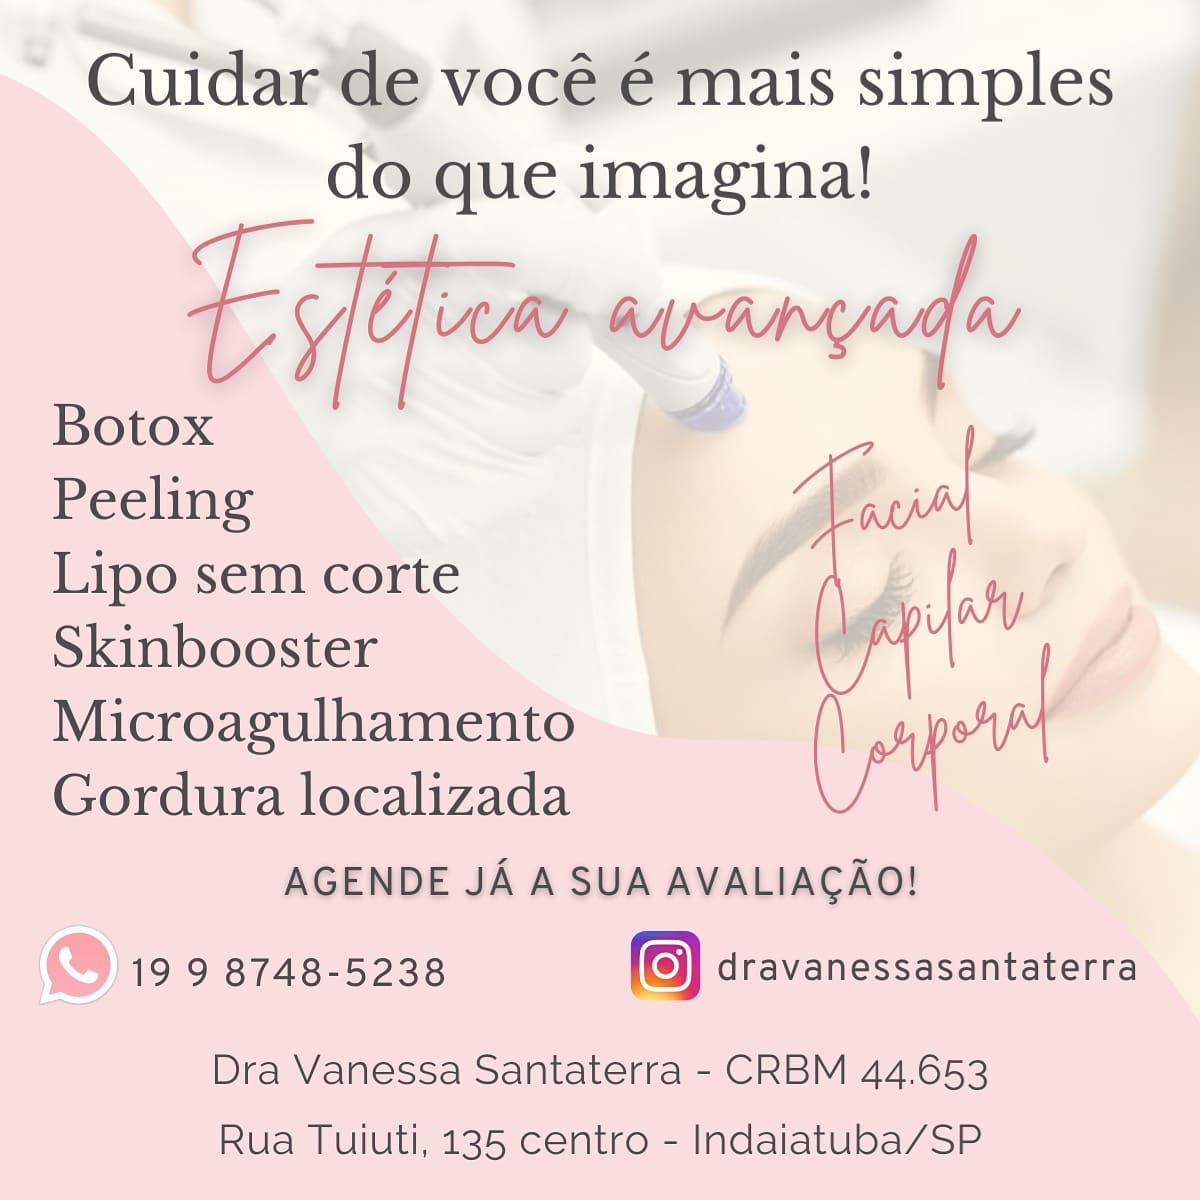 Cuidar de você é mais simples
do que imagina!
Estética avançada
Botox
Peeling
Lipo sem corte
Skinbooster
Microagulhamento
Gordura localizada
Facial
Capilar
Corporal
AGENDE JÁ A SUA AVALIAÇÃO!
19 9 8748-5238
dravanessasantaterra
Dra Vanessa Santaterra - CRBM 44.653
Rua Tuiuti, 135 centro - Indaiatuba/SP